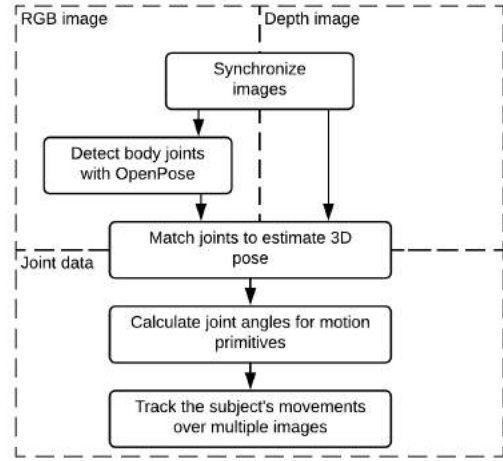 RGB image
Depth image
Synchronize
images
Detect body joints
with OpenPose
Match joints to estimate 3D
pose
Joint data
Calculate joint angles for motion
primitives
Track the subject's movements
over multiple images